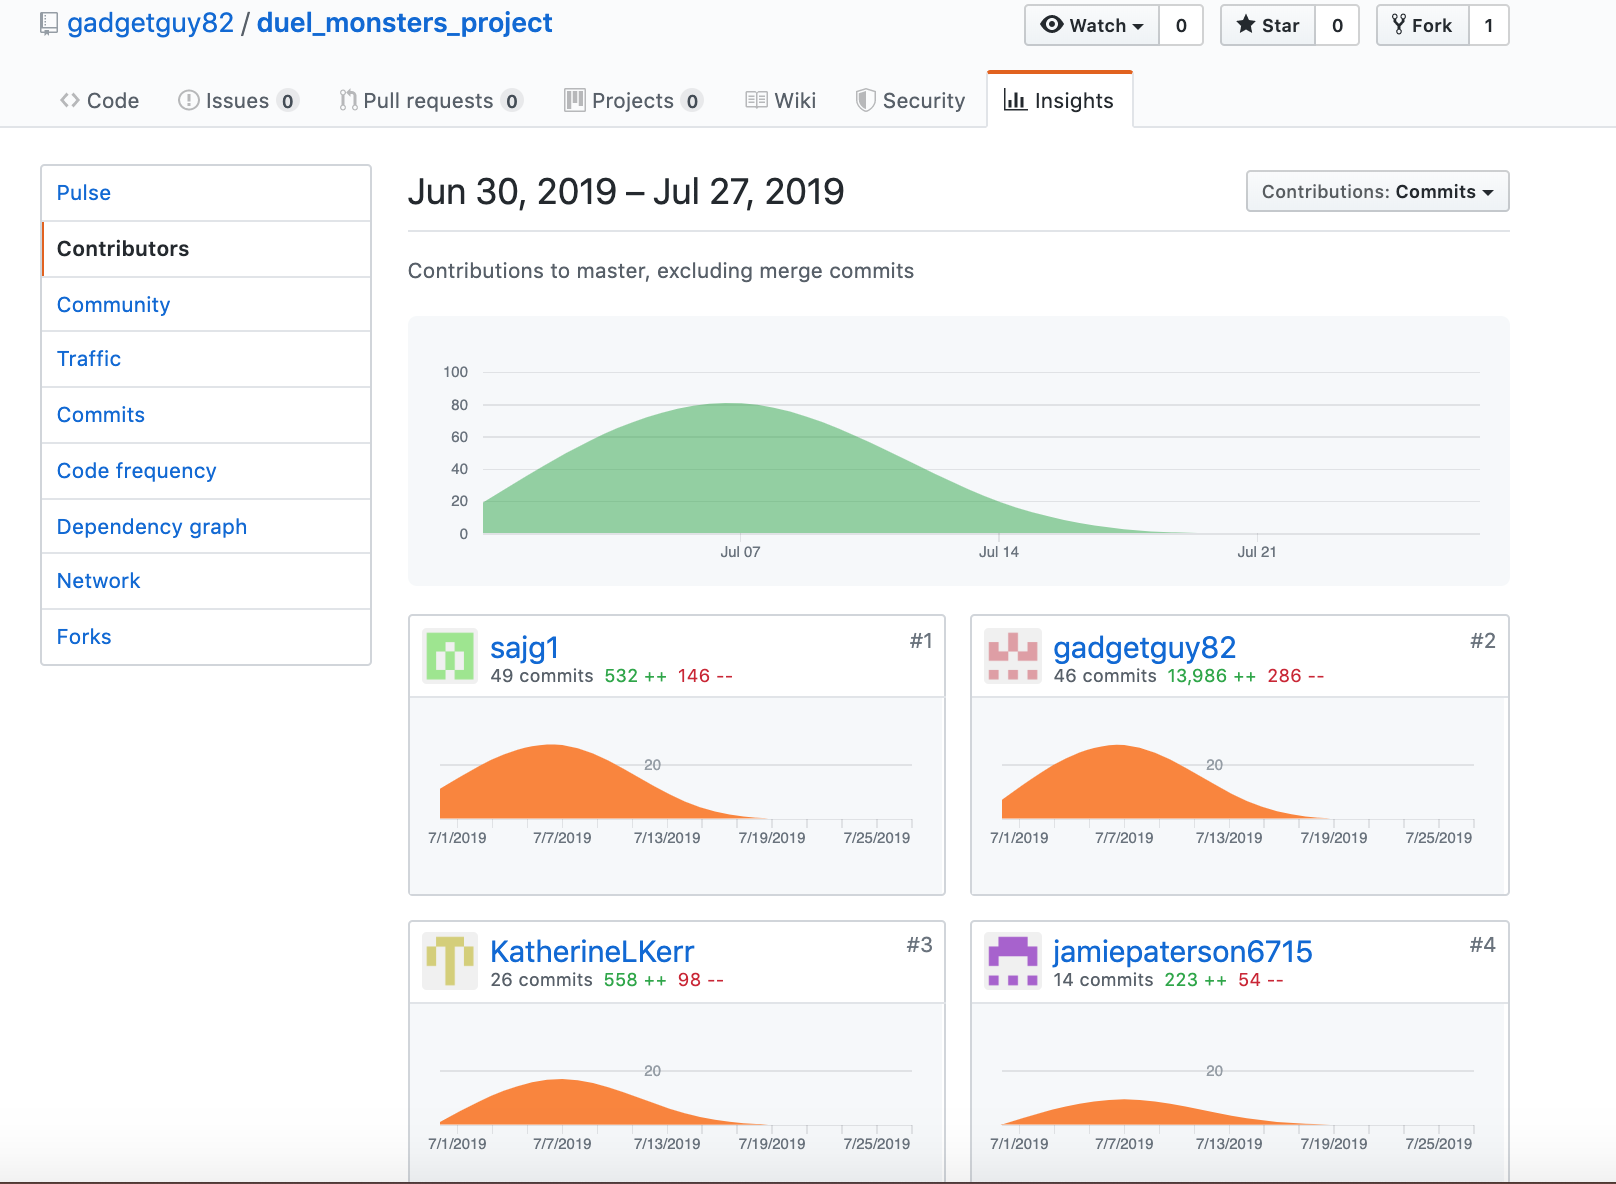 gadgetguy82 / duel_monsters_project
Watch 0 Star 0 Fork 1
Code Issues 0 Pull requests 0 Projects 0 Wiki Security Insights
Pulse
Contributors
Community
Traffic
Commits
Code frequency
Dependency graph
Network
Forks
Jun 30, 2019 – Jul 27, 2019
Contributions: Commits
Contributions to master, excluding merge commits
100
80
60
40
20
0
Jul 07 Jul 14 Jul 21
sajg1 #1
49 commits 532 ++ 146 --
20
7/1/2019 7/7/2019 7/13/2019 7/19/2019 7/25/2019
gadgetguy82 #2
46 commits 13,986 ++ 286 --
20
7/1/2019 7/7/2019 7/13/2019 7/19/2019 7/25/2019
KatherineLKerr #3
26 commits 558 ++ 98 --
20
7/1/2019 7/7/2019 7/13/2019 7/19/2019 7/25/2019
jamiepaterson6715 #4
14 commits 223 ++ 54 --
20
7/1/2019 7/7/2019 7/13/2019 7/19/2019 7/25/2019